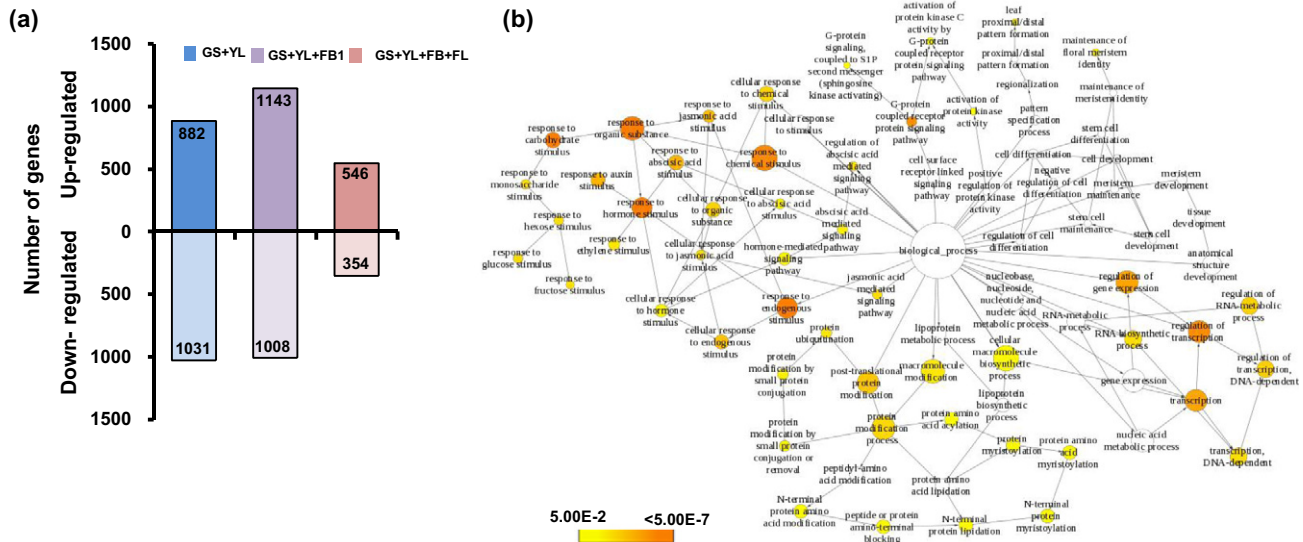 (a)
1500
1000
500
0
500
1000
1500
Number of genes
Up-regulated
Down- regulated
GS+YL
GS+YL+FB1
GS+YL+FB+FL
882
1143
546
1031
1008
354
(b)
activation of
protein kinase C
activity by
G-protein
coupled receptor
protein signaling
pathway
leaf
proximal/distal
pattern formation
proximal/distal
pattern formation
regionalization
pattern
specification
process
maintenance of
floral meristem
identity
maintenance of
meristem identity
G-protein
signaling,
coupled to S1P
second messenger
(sphingosine
kinase activating)
cellular response
to chemical
stimulus
response to
jasmonic acid
stimulus
cellular response
to stimulus
G-protein
coupled receptor
protein signaling
pathway
activation of
protein kinase
activity
stem cell
differentiation
response to
carbohydrate
stimulus
response to
organic substance
response to
abscisic acid
stimulus
response to
chemical stimulus
regulation of
abscisic acid
mediated
signaling
pathway
cell surface
receptor linked
signaling
pathway
positive
regulation of
protein kinase
activity
cell differentiation
negative
regulation of cell
differentiation
cell development
meristem
maintenance
meristem
development
response to
monosaccharide
stimulus
response to auxin
stimulus
response to
hormone stimulus
cellular response
to organic
substance
cellular response
to abscisic acid
stimulus
abscisic acid
mediated
signaling
pathway
stem cell
maintenance
tissue
development
response to
hexose stimulus
response to
ethylene stimulus
cellular response
to jasmonic acid
stimulus
hormone-mediated
signaling
pathway
biological_process
regulation of cell
differentiation
stem cell
development
anatomical
structure
development
response to
glucose stimulus
response to
fructose stimulus
cellular response
to hormone
stimulus
response to
endogenous
stimulus
jasmonic acid
mediated
signaling
pathway
nucleobase,
nucleoside,
nucleotide and
nucleic acid
metabolic process
regulation of
gene expression
regulation of
RNA-metabolic
process
cellular response
to endogenous
stimulus
protein
ubiquitination
lipoprotein
metabolic process
RNA-metabolic
process
RNA biosynthetic
process
regulation of
transcription
protein
modification by
small protein
conjugation
post-translational
protein
modification
macromolecule
modification
cellular
macromolecule
biosynthetic
process
gene expression
regulation of
transcription,
DNA-dependent
lipoprotein
biosynthetic
process
transcription
protein
modification by
small protein
conjugation or
removal
protein
modification
process
protein amino
acid acylation
protein
myristoylation
protein amino
acid
myristoylation
nucleic acid
metabolic process
transcription,
DNA-dependent
peptidyl-amino
acid modification
protein amino
acid lipidation
N-terminal
protein amino
acid modification
peptide or protein
amino-terminal
blocking
N-terminal
protein lipidation
N-terminal
protein
myristoylation
5.00E-2
<5.00E-7